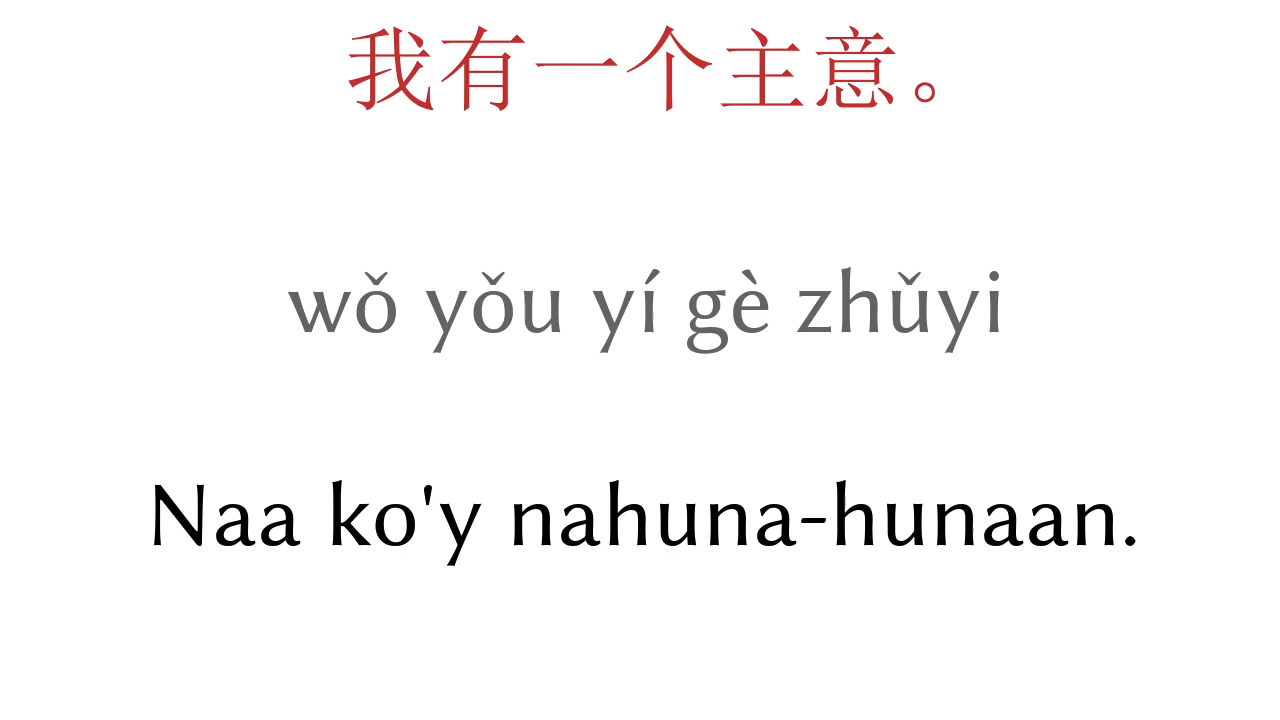 我有一个主意。
wǒ yǒu yí gè zhǔyi
Naa ko'y nahuna-hunaan.